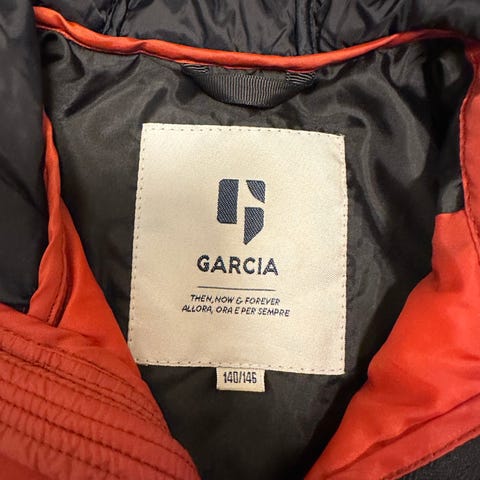 GARCIA
THEN, NOW & FOREVER
ALLORA, ORA E PER SEMPRE
140/146